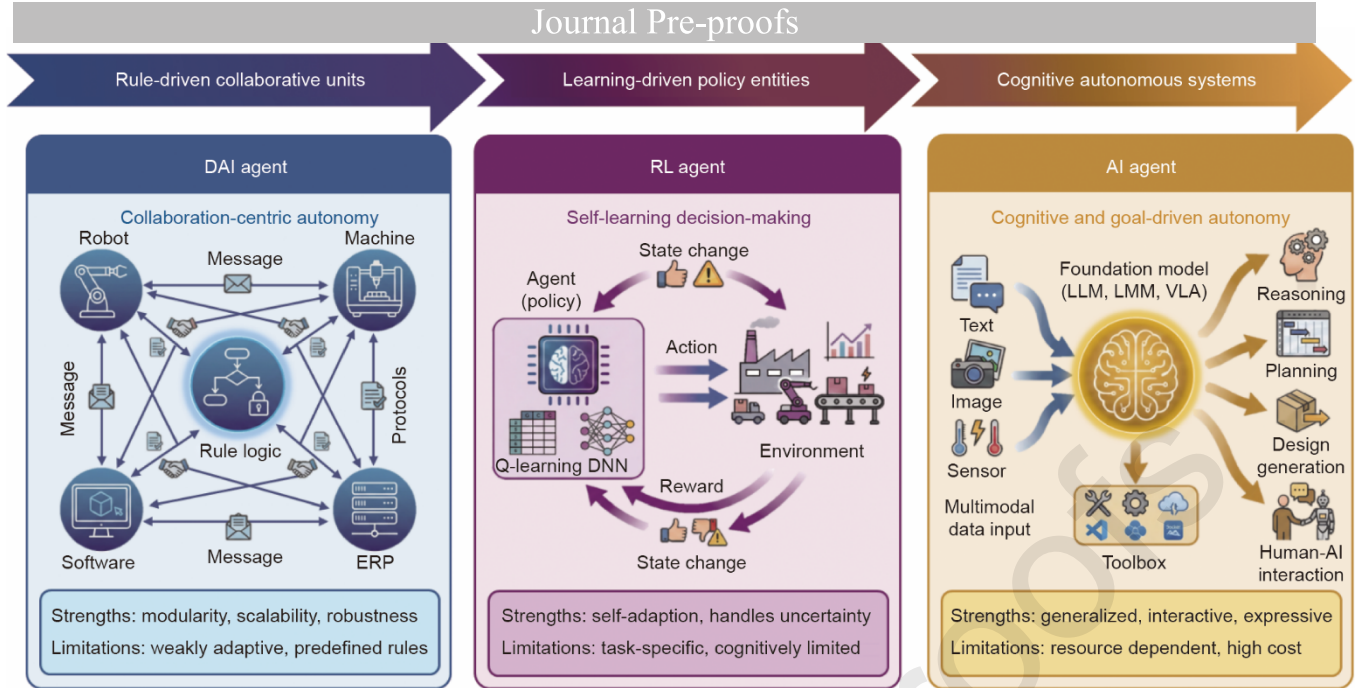 Journal Pre-proofs
Rule-driven collaborative units
Learning-driven policy entities
Cognitive autonomous systems
DAI agent
Collaboration-centric autonomy
Robot
Message
Machine
Message
Protocols
Rule logic
Software
Message
ERP
Strengths: modularity, scalability, robustness
Limitations: weakly adaptive, predefined rules
RL agent
Self-learning decision-making
State change
Agent
(policy)
Action
Q-learning DNN
Environment
Reward
State change
Strengths: self-adaption, handles uncertainty
Limitations: task-specific, cognitively limited
AI agent
Cognitive and goal-driven autonomy
Text
Image
Sensor
Multimodal
data input
Foundation model
(LLM, LMM, VLA)
Toolbox
Reasoning
Planning
Design
generation
Human-AI
interaction
Strengths: generalized, interactive, expressive
Limitations: resource dependent, high cost
roofs